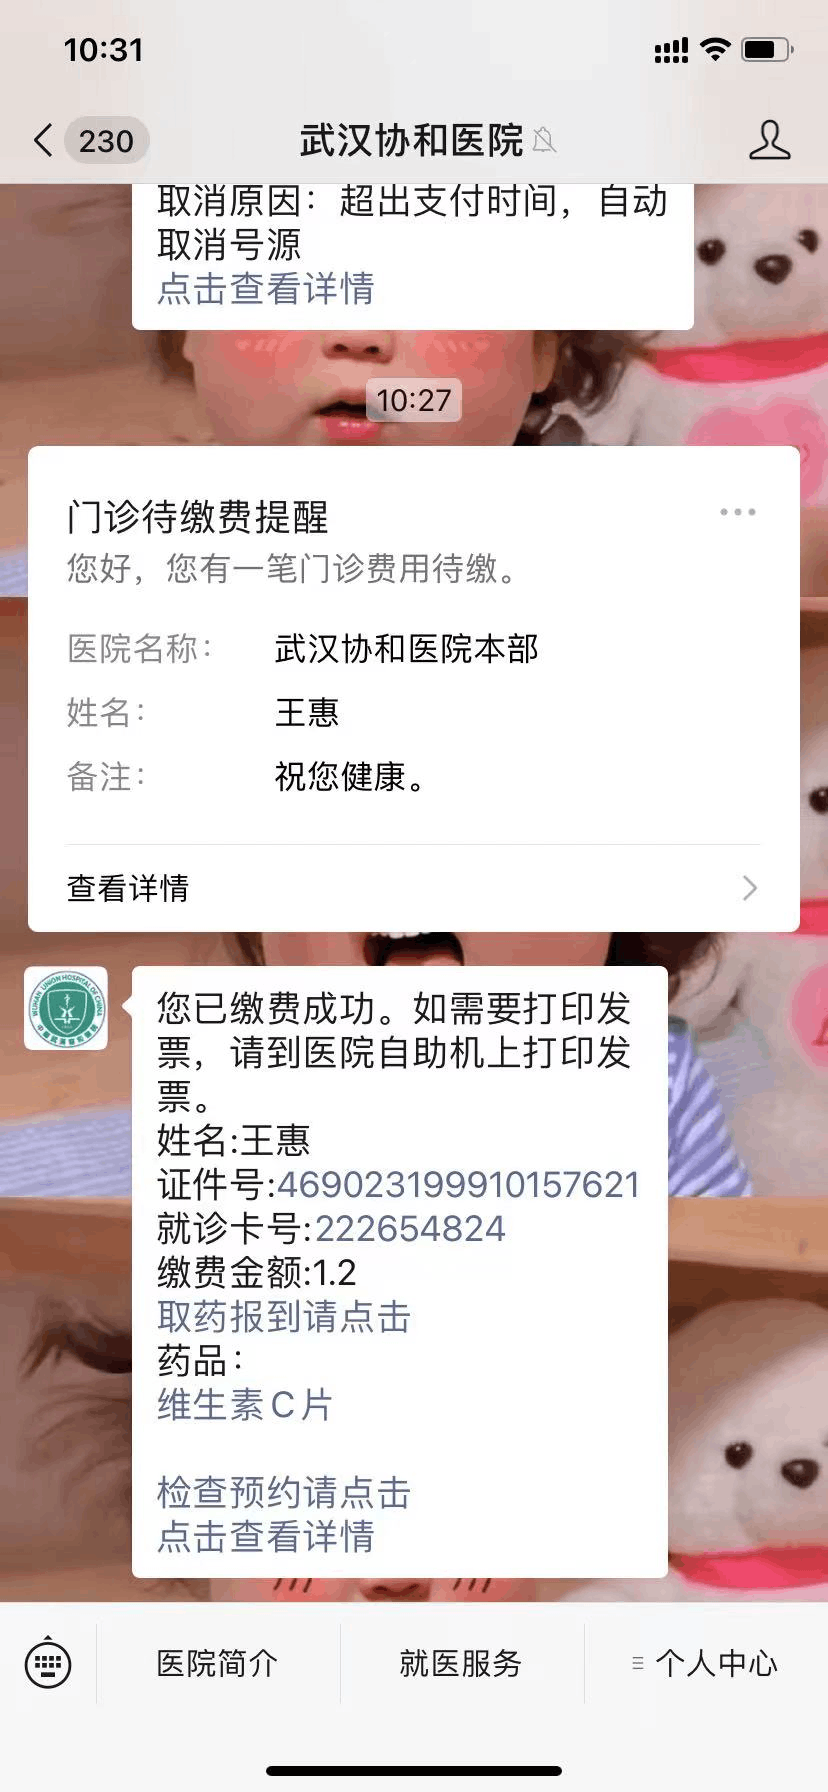 10:31
230
武汉协和医院
取消原因：超出支付时间，自动
取消号源
点击查看详情
10:27
门诊待缴费提醒
您好，您有一笔门诊费用待缴。
医院名称： 武汉协和医院本部
姓名： 王惠
备注： 祝您健康。
查看详情
WUHAN UNION HOSPITAL OF CHINA
您已缴费成功。如需要打印发
票，请到医院自助机上打印发
票。
姓名:王惠
证件号:469023199910157621
就诊卡号:222654824
缴费金额:1.2
取药报到请点击
药品：
维生素C片
检查预约请点击
点击查看详情
医院简介
就医服务
个人中心